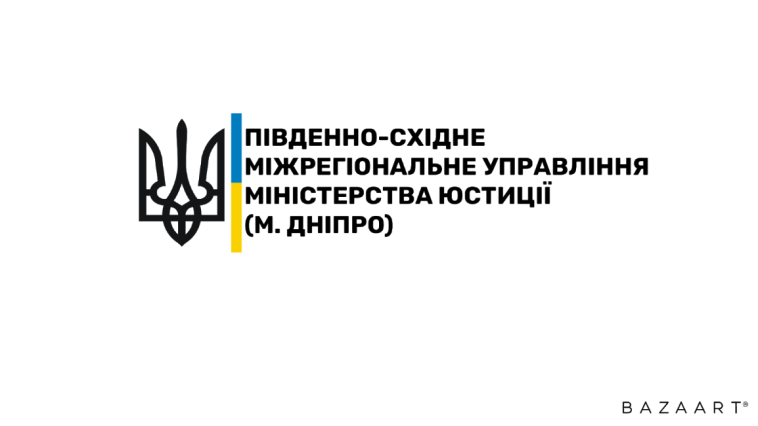 ПІВДЕННО-СХІДНЕ
МІЖРЕГІОНАЛЬНЕ УПРАВЛІННЯ
МІНІСТЕРСТВА ЮСТИЦІЇ
(М. ДНІПРО)
BAZAART®